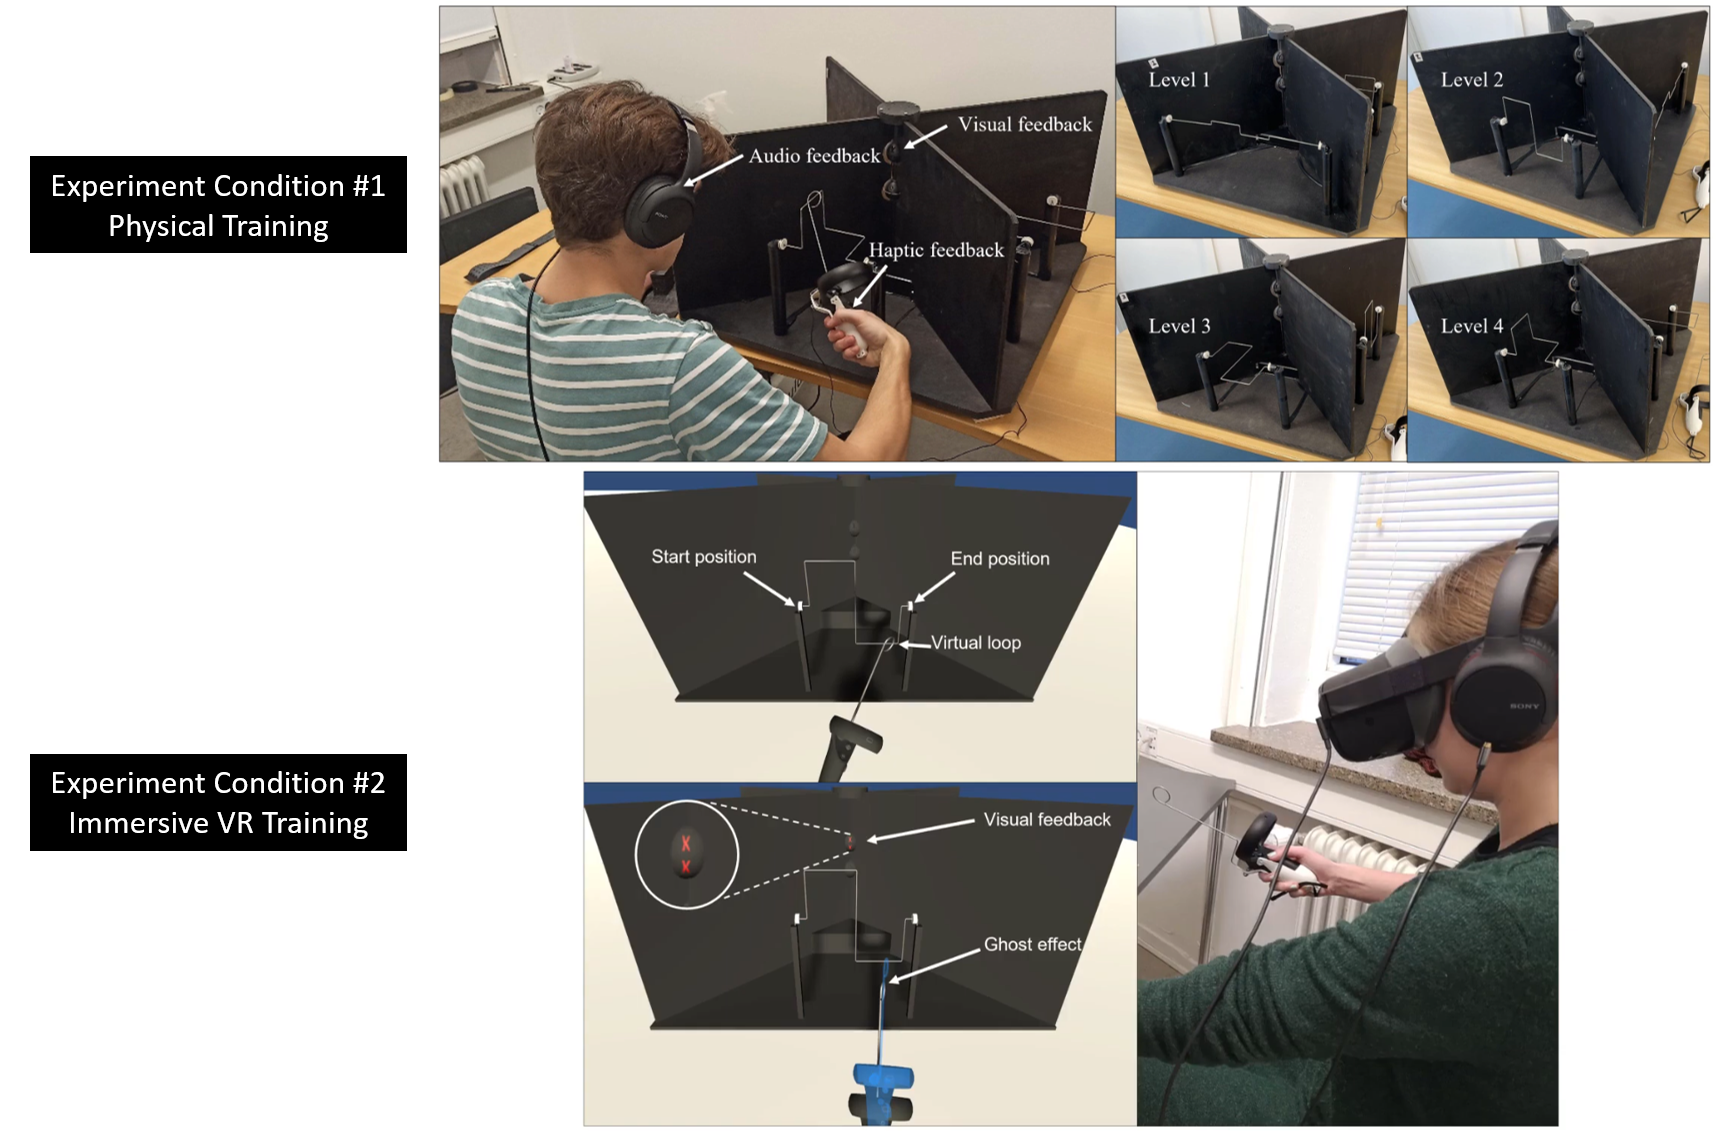 Experiment Condition #1
Physical Training
Audio feedback
Visual feedback
Haptic feedback
Level 1
Level 2
Level 3
Level 4
Experiment Condition #2
Immersive VR Training
Start position
End position
Virtual loop
Visual feedback
X
X
Ghost effect
SONY